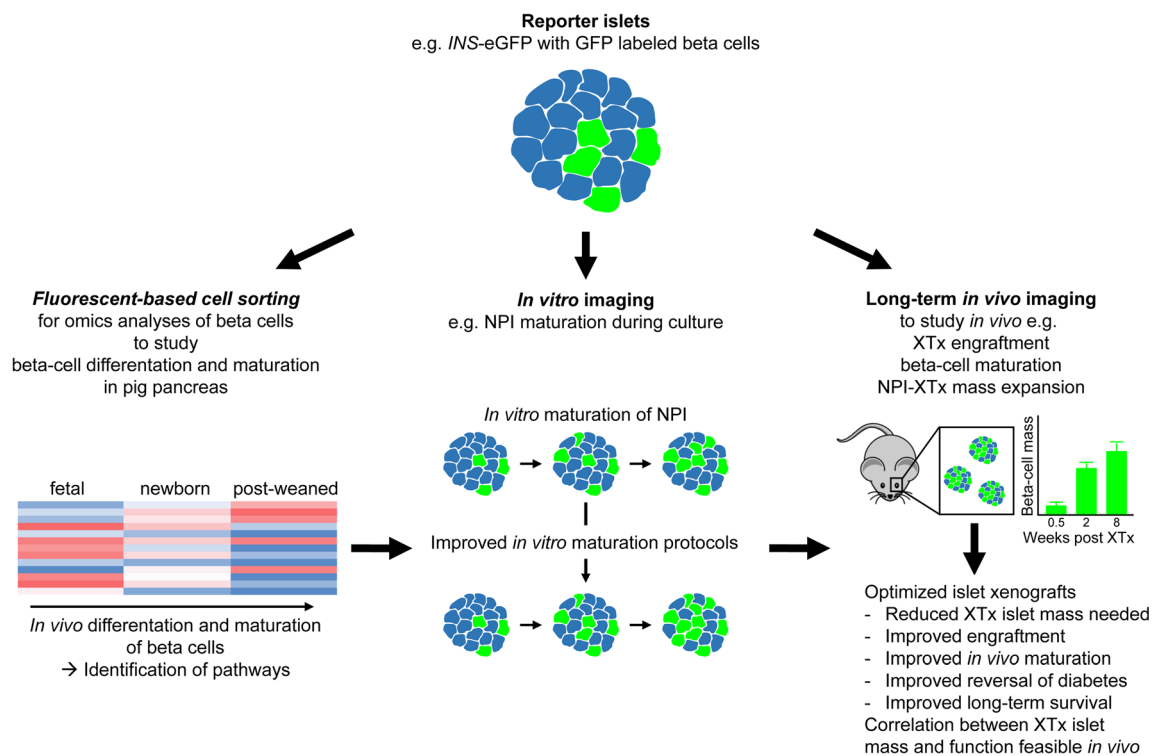 Reporter islets
e.g. INS-eGFP with GFP labeled beta cells
Fluorescent-based cell sorting
for omics analyses of beta cells
to study
beta-cell differentation and maturation
in pig pancreas
fetal newborn post-weaned
In vivo differentation and maturation
of beta cells
→ Identification of pathways
In vitro imaging
e.g. NPI maturation during culture
In vitro maturation of NPI
Improved in vitro maturation protocols
Long-term in vivo imaging
to study in vivo e.g.
XTx engraftment
beta-cell maturation
NPI-XTx mass expansion
Beta-cell mass
0.5 2 8
Weeks post XTx
Optimized islet xenografts
- Reduced XTx islet mass needed
- Improved engraftment
- Improved in vivo maturation
- Improved reversal of diabetes
- Improved long-term survival
Correlation between XTx islet
mass and function feasible in vivo